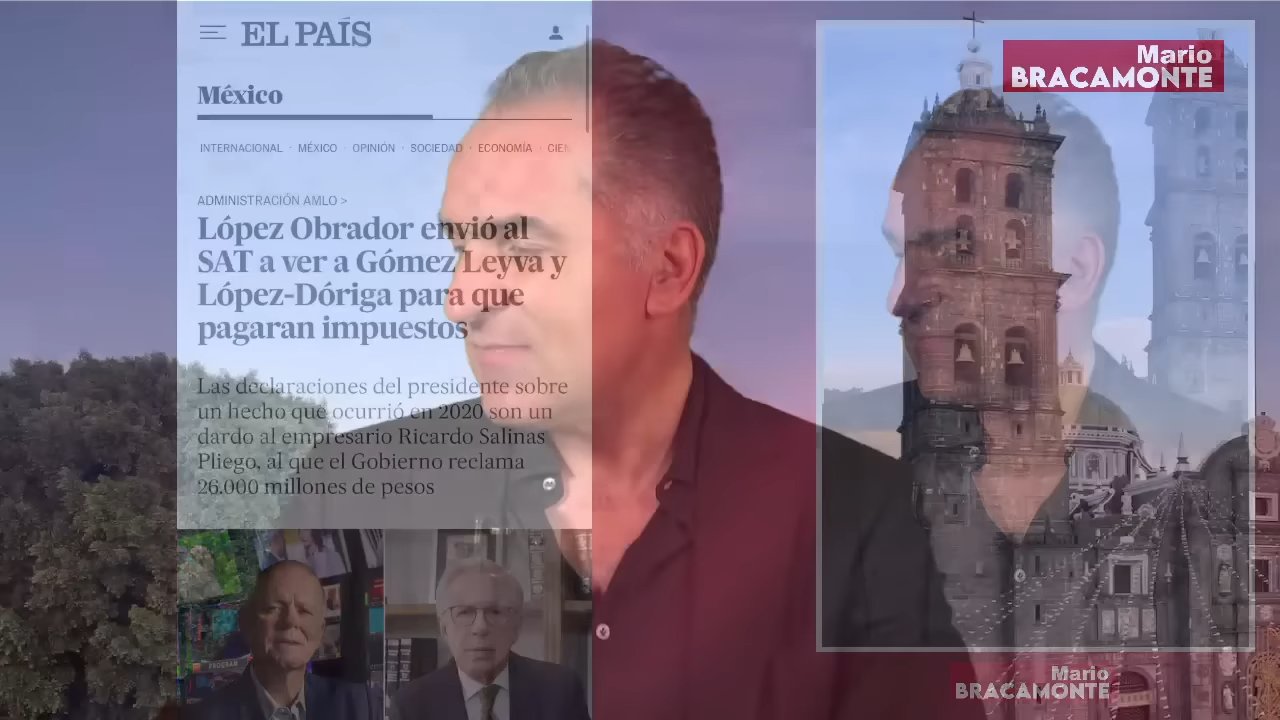 EL PAÍS
México
INTERNACIONAL · MÉXICO · OPINIÓN · SOCIEDAD · ECONOMÍA · CIEN
ADMINISTRACIÓN AMLO >
López Obrador envió al
SAT a ver a Gómez Leyva y
López-Dóriga para que
pagaran impuestos
Las declaraciones del presidente sobre
un hecho que ocurrió en 2020 son un
dardo al empresario Ricardo Salinas
Pliego, al que el Gobierno reclama
26.000 millones de pesos
PROGRAM
Mario
BRACAMONTE
Mario
BRACAMONTE